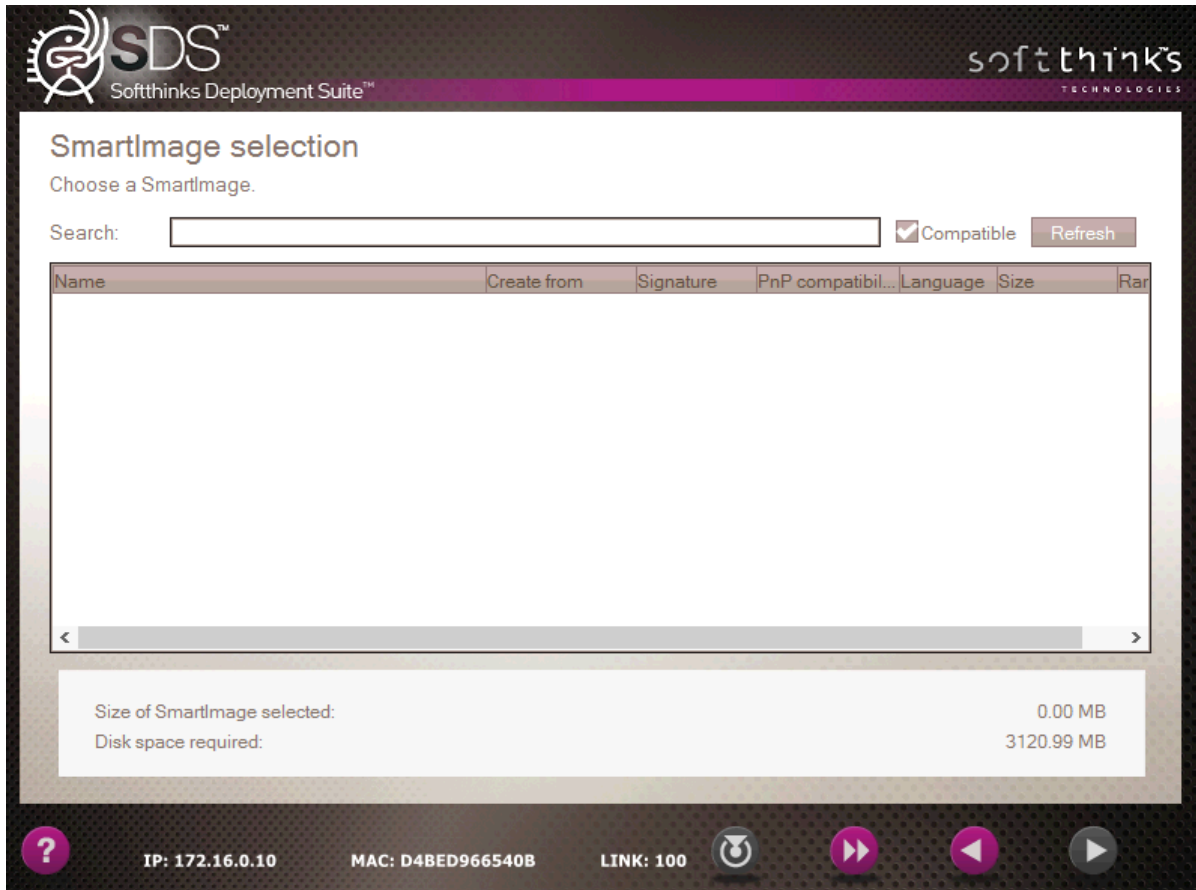 SDS™
Softthinks Deployment Suite™
softthinks
TECHNOLOGIES
SmartImage selection
Choose a SmartImage.
Search:
Compatible
Refresh
Name Create from Signature PnP compatibil... Language Size Ran
Size of SmartImage selected: 0.00 MB
Disk space required: 3120.99 MB
? IP: 172.16.0.10 MAC: D4BED966540B LINK: 100